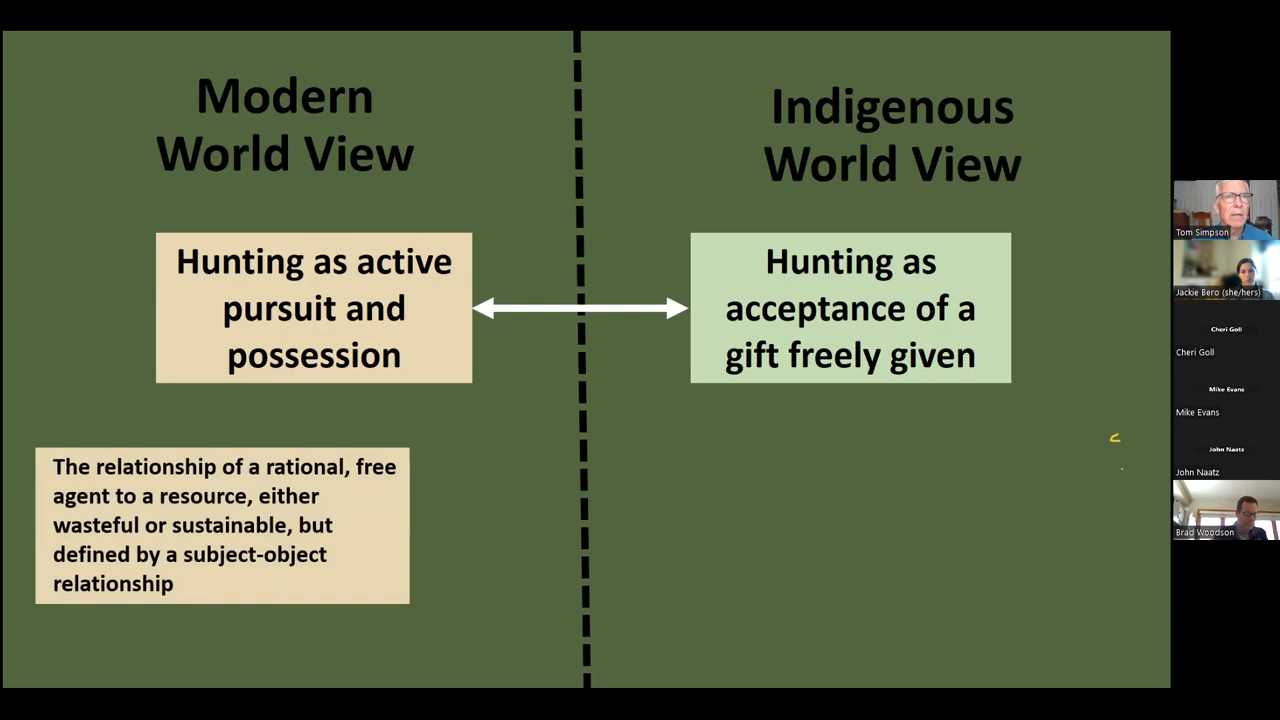 Modern
World View
Indigenous
World View
Hunting as active
pursuit and
possession
Hunting as
acceptance of a
gift freely given
The relationship of a rational, free
agent to a resource, either
wasteful or sustainable, but
defined by a subject-object
relationship
Tom Simpson
Jackie Bero (she/hers)
Cheri Goll
Cheri Goll
Mike Evans
Mike Evans
John Naatz
John Naatz
Brad Woodson